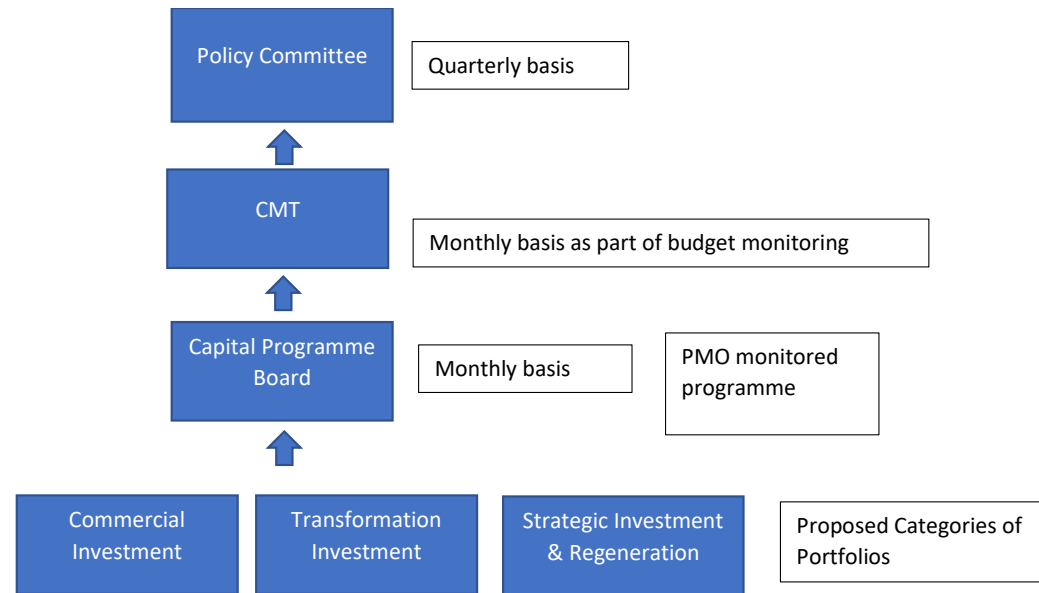 Policy Committee
Quarterly basis
CMT
Monthly basis as part of budget monitoring
Capital Programme
Board
Monthly basis
PMO monitored
programme
Commercial
Investment
Transformation
Investment
Strategic Investment
& Regeneration
Proposed Categories of
Portfolios